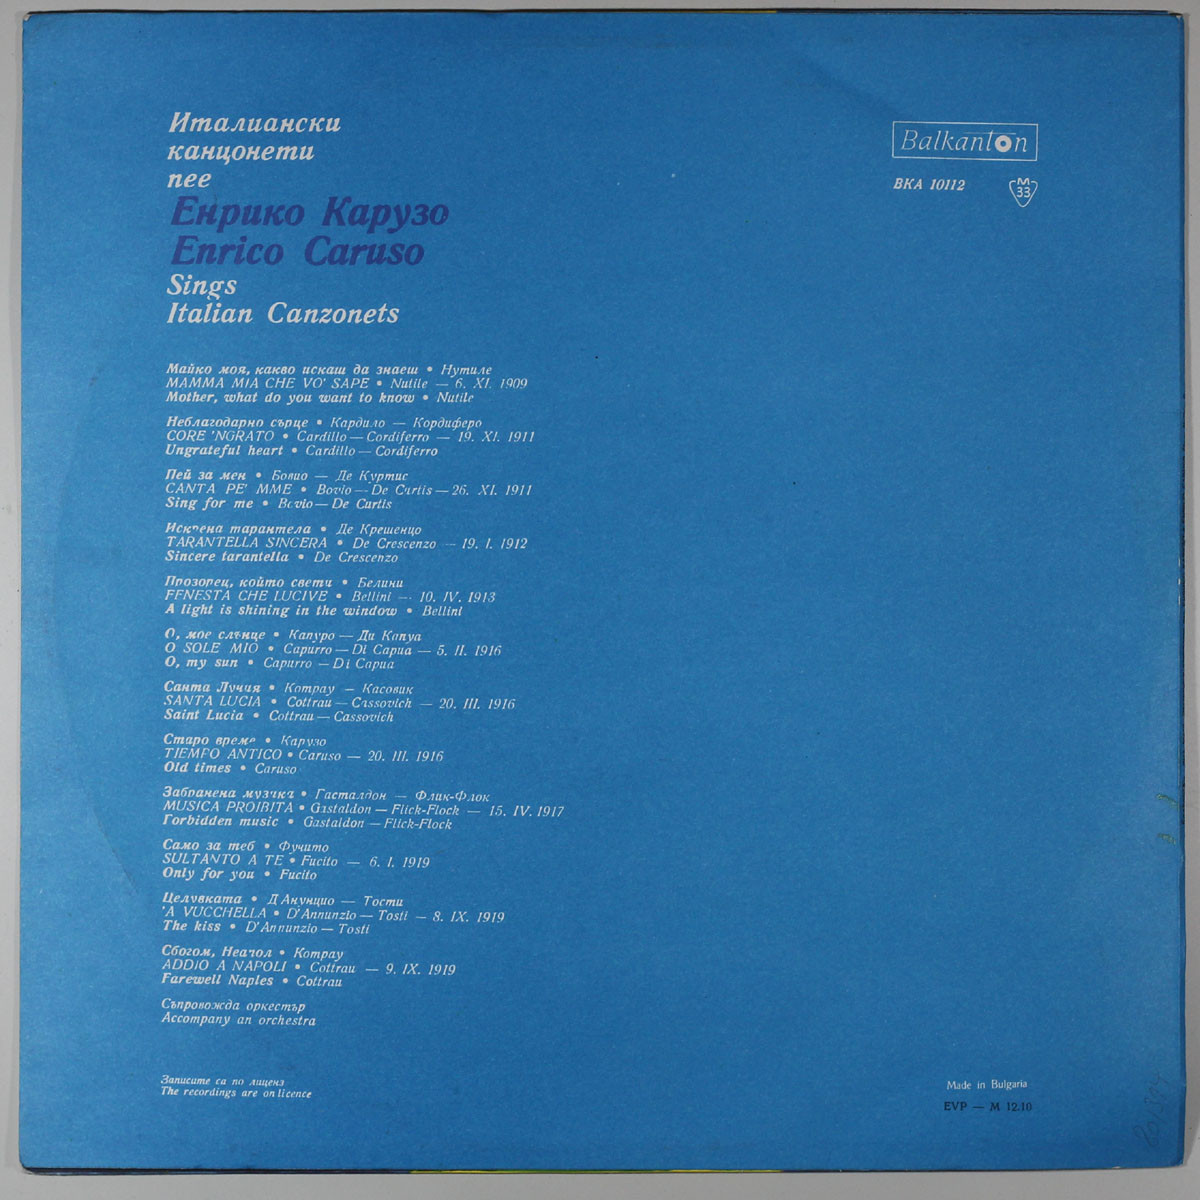 Италиански
канцонети
пее
Енрико Карузо
Enrico Caruso
Sings
Italian Canzonets
Balkanton
ВКА 10112
M
33
Майко моя, какво искаш да знаеш • Нутиле
MAMMA MIA CHE VO' SAPE • Nutile — 6. XI. 1909
Mother, what do you want to know • Nutile
Неблагодарно сърце • Кардило — Кордиферо
CORE 'NGRATO • Cardillo — Cordiferro — 19. XI. 1911
Ungrateful heart • Cardillo — Cordiferro
Пей за мен • Бовио — Де Куртис
CANTA PE' MME • Bovio — De Curtis — 26. XI. 1911
Sing for me • Bovio — De Curtis
Искрена тарантела • Де Крешенцо
TARANTELLA SINCERA • De Crescenzo — 19. I. 1912
Sincere tarantella • De Crescenzo
Прозорец, който свети • Белини
FENESTA CHE LUCIVE • Bellini — 10. IV. 1913
A light is shining in the window • Bellini
О, мое слънце • Капуро — Ди Капуа
O SOLE MIO • Capurro — Di Capua — 5. II. 1916
O, my sun • Capurro — Di Capua
Санта Лучия • Котрау — Касовик
SANTA LUCIA • Cottrau — Cassovich — 20. III. 1916
Saint Lucia • Cottrau — Cassovich
Старо време • Карузо
TIEMPO ANTICO • Caruso — 20. III. 1916
Old times • Caruso
Забранена музика • Гасталдон — Флик-Флок
MUSICA PROIBITA • Gastaldon — Flick-Flock — 15. IV. 1917
Forbidden music • Gastaldon — Flick-Flock
Само за теб • Фучито
SULTANTO A TE • Fucito — 6. I. 1919
Only for you • Fucito
Целувката • Д'Анунцио — Тости
'A VUCCHELLA • D'Annunzio — Tosti — 8. IX. 1919
The kiss • D'Annunzio — Tosti
Сбогом, Неапол • Котрау
ADDIO A NAPOLI • Cottrau — 9. IX. 1919
Farewell Naples • Cottrau
Съпровожда оркестър
Accompany an orchestra
Записите са по лиценз
The recordings are on licence
Made in Bulgaria
EVP — M 12.10